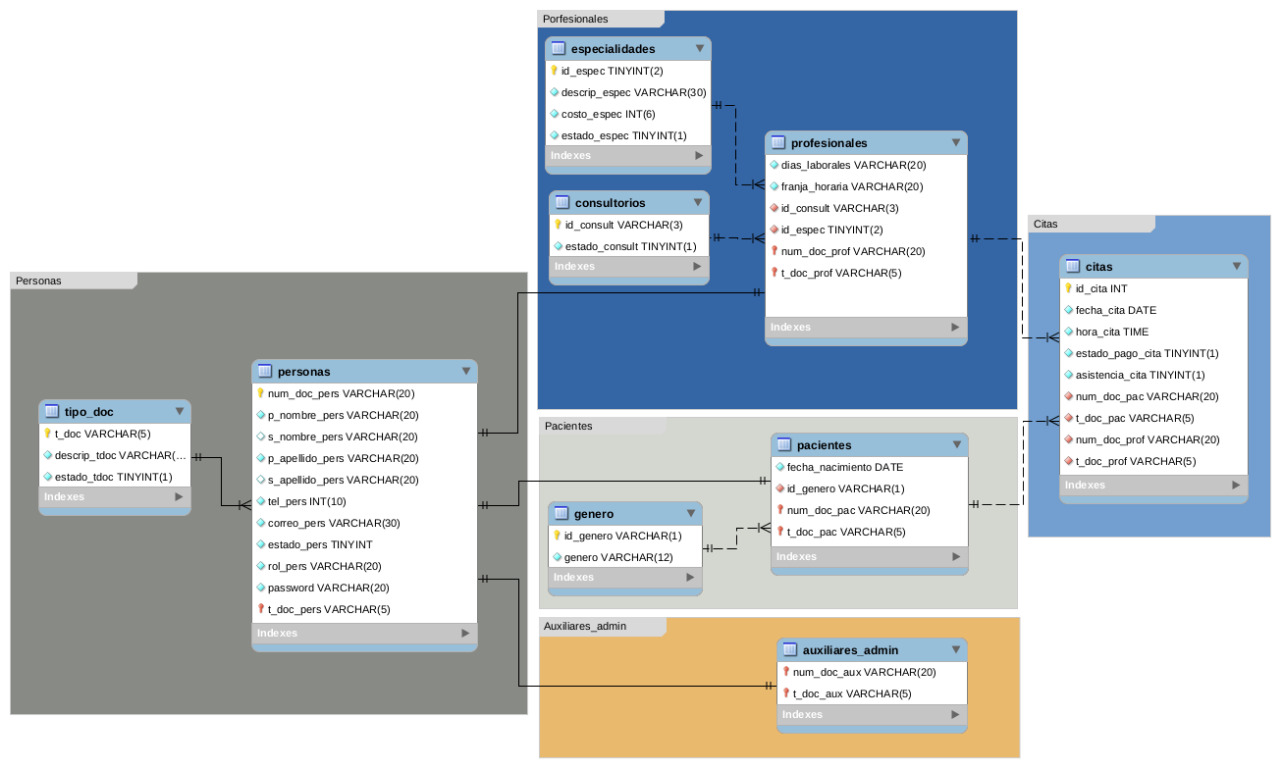 Porfesionales
especialidades
id_espec TINYINT(2)
descrip_espec VARCHAR(30)
costo_espec INT(6)
estado_espec TINYINT(1)
Indexes
consultorios
id_consult VARCHAR(3)
estado_consult TINYINT(1)
Indexes
profesionales
dias_laborales VARCHAR(20)
franja_horaria VARCHAR(20)
id_consult VARCHAR(3)
id_espec TINYINT(2)
num_doc_prof VARCHAR(20)
t_doc_prof VARCHAR(5)
Indexes
Citas
citas
id_cita INT
fecha_cita DATE
hora_cita TIME
estado_pago_cita TINYINT(1)
asistencia_cita TINYINT(1)
num_doc_pac VARCHAR(20)
t_doc_pac VARCHAR(5)
num_doc_prof VARCHAR(20)
t_doc_prof VARCHAR(5)
Indexes
Personas
tipo_doc
t_doc VARCHAR(5)
descrip_tdoc VARCHAR(...
estado_tdoc TINYINT(1)
Indexes
personas
num_doc_pers VARCHAR(20)
p_nombre_pers VARCHAR(20)
s_nombre_pers VARCHAR(20)
p_apellido_pers VARCHAR(20)
s_apellido_pers VARCHAR(20)
tel_pers INT(10)
correo_pers VARCHAR(30)
estado_pers TINYINT
rol_pers VARCHAR(20)
password VARCHAR(20)
t_doc_pers VARCHAR(5)
Indexes
Pacientes
genero
id_genero VARCHAR(1)
genero VARCHAR(12)
Indexes
pacientes
fecha_nacimiento DATE
id_genero VARCHAR(1)
num_doc_pac VARCHAR(20)
t_doc_pac VARCHAR(5)
Indexes
Auxiliares_admin
auxiliares_admin
num_doc_aux VARCHAR(20)
t_doc_aux VARCHAR(5)
Indexes